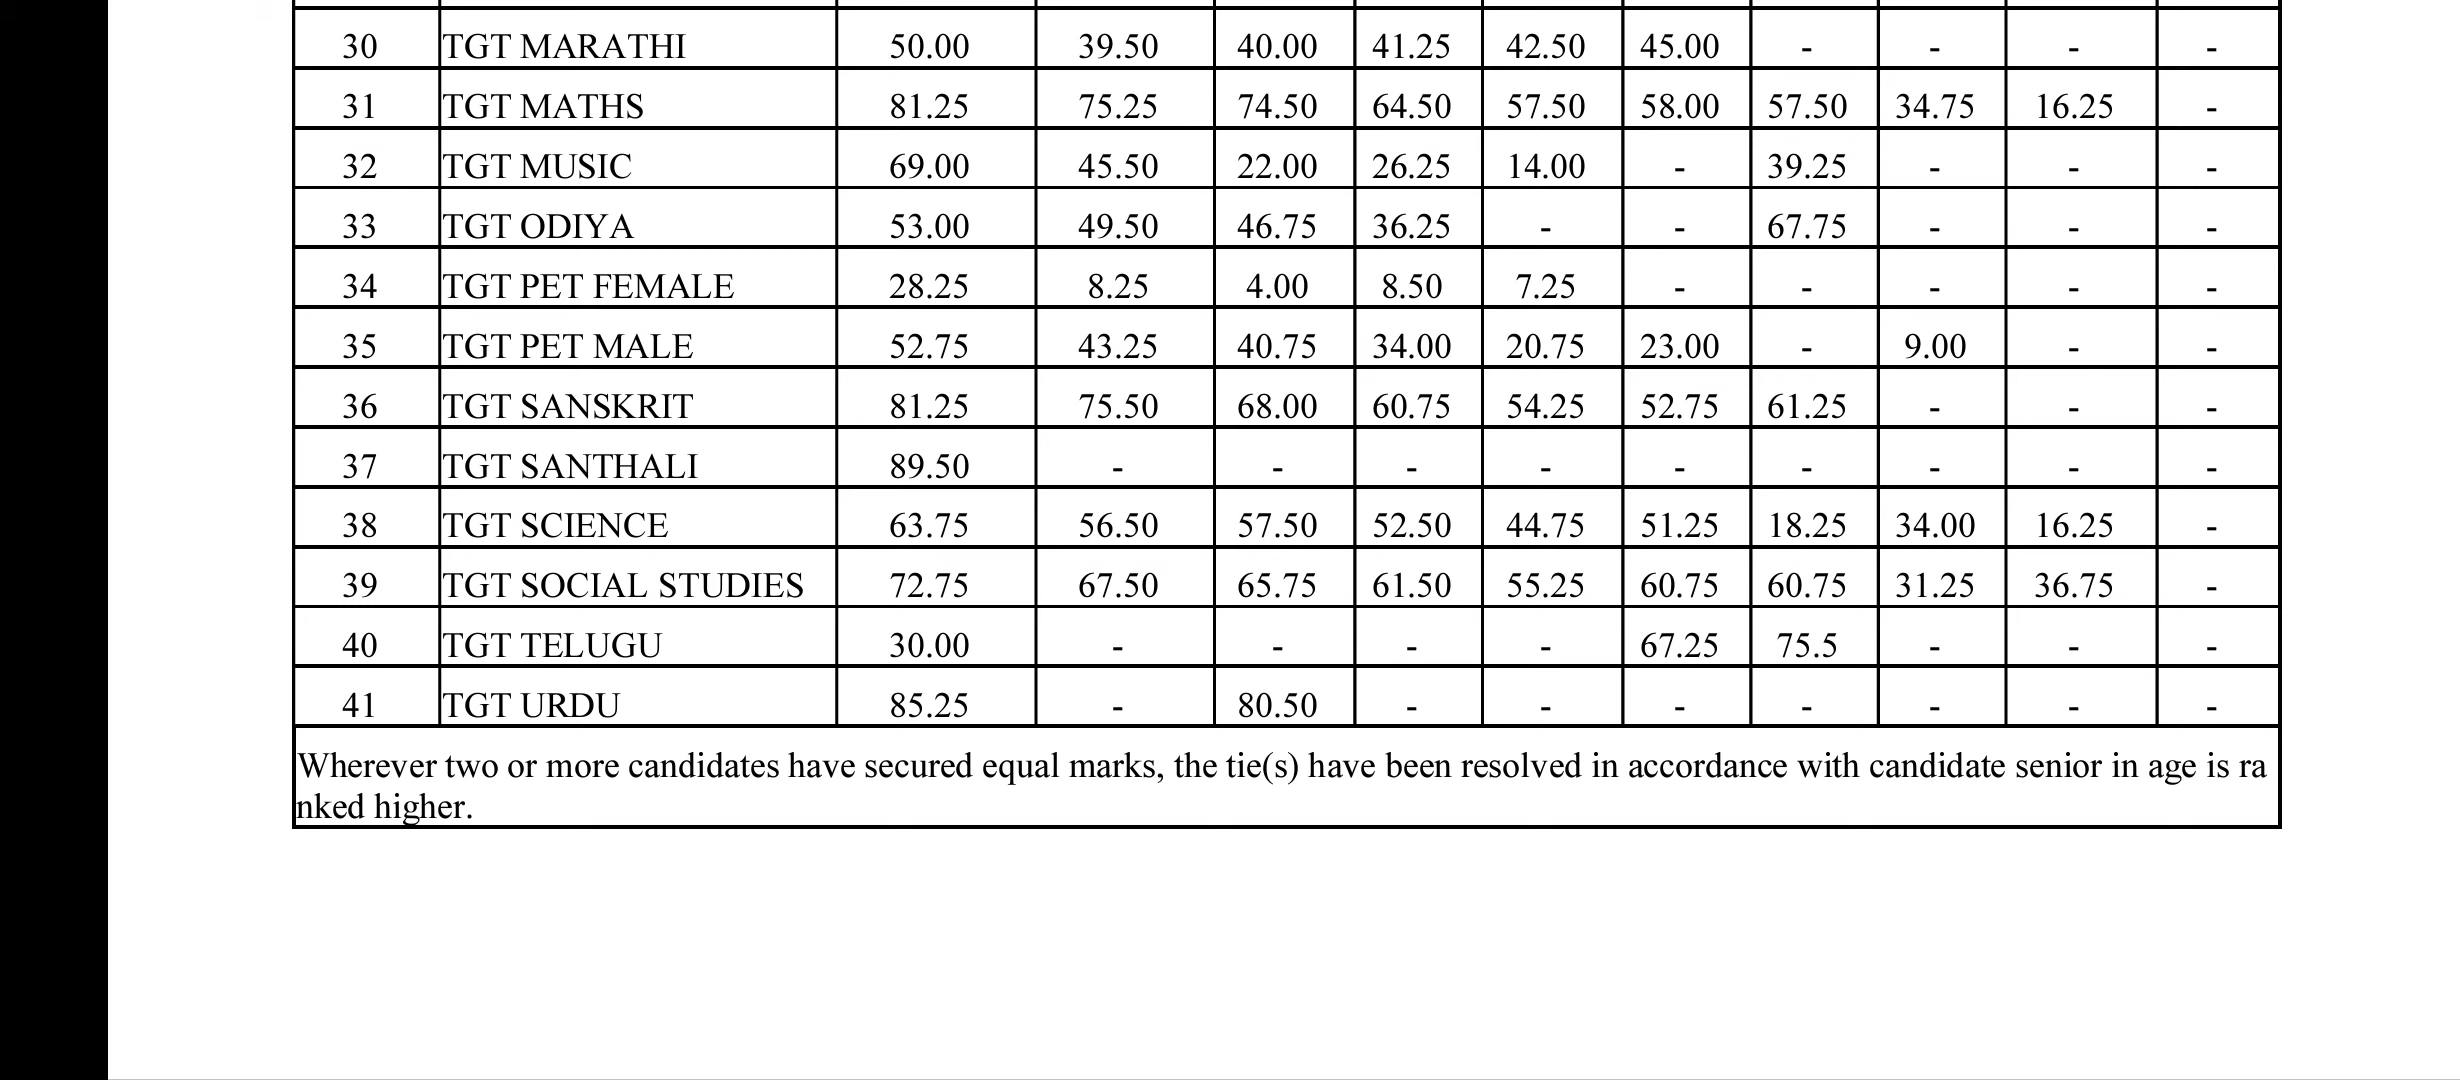 30 TGT MARATHI 50.00 39.50 40.00 41.25 42.50 45.00 - - - -
31 TGT MATHS 81.25 75.25 74.50 64.50 57.50 58.00 57.50 34.75 16.25 -
32 TGT MUSIC 69.00 45.50 22.00 26.25 14.00 - 39.25 - - -
33 TGT ODIYA 53.00 49.50 46.75 36.25 - - 67.75 - - -
34 TGT PET FEMALE 28.25 8.25 4.00 8.50 7.25 - - - - -
35 TGT PET MALE 52.75 43.25 40.75 34.00 20.75 23.00 - 9.00 - -
36 TGT SANSKRIT 81.25 75.50 68.00 60.75 54.25 52.75 61.25 - - -
37 TGT SANTHALI 89.50 - - - - - - - - -
38 TGT SCIENCE 63.75 56.50 57.50 52.50 44.75 51.25 18.25 34.00 16.25 -
39 TGT SOCIAL STUDIES 72.75 67.50 65.75 61.50 55.25 60.75 60.75 31.25 36.75 -
40 TGT TELUGU 30.00 - - - - 67.25 75.5 - - -
41 TGT URDU 85.25 - 80.50 - - - - - - -
Wherever two or more candidates have secured equal marks, the tie(s) have been resolved in accordance with candidate senior in age is ra
nked higher.